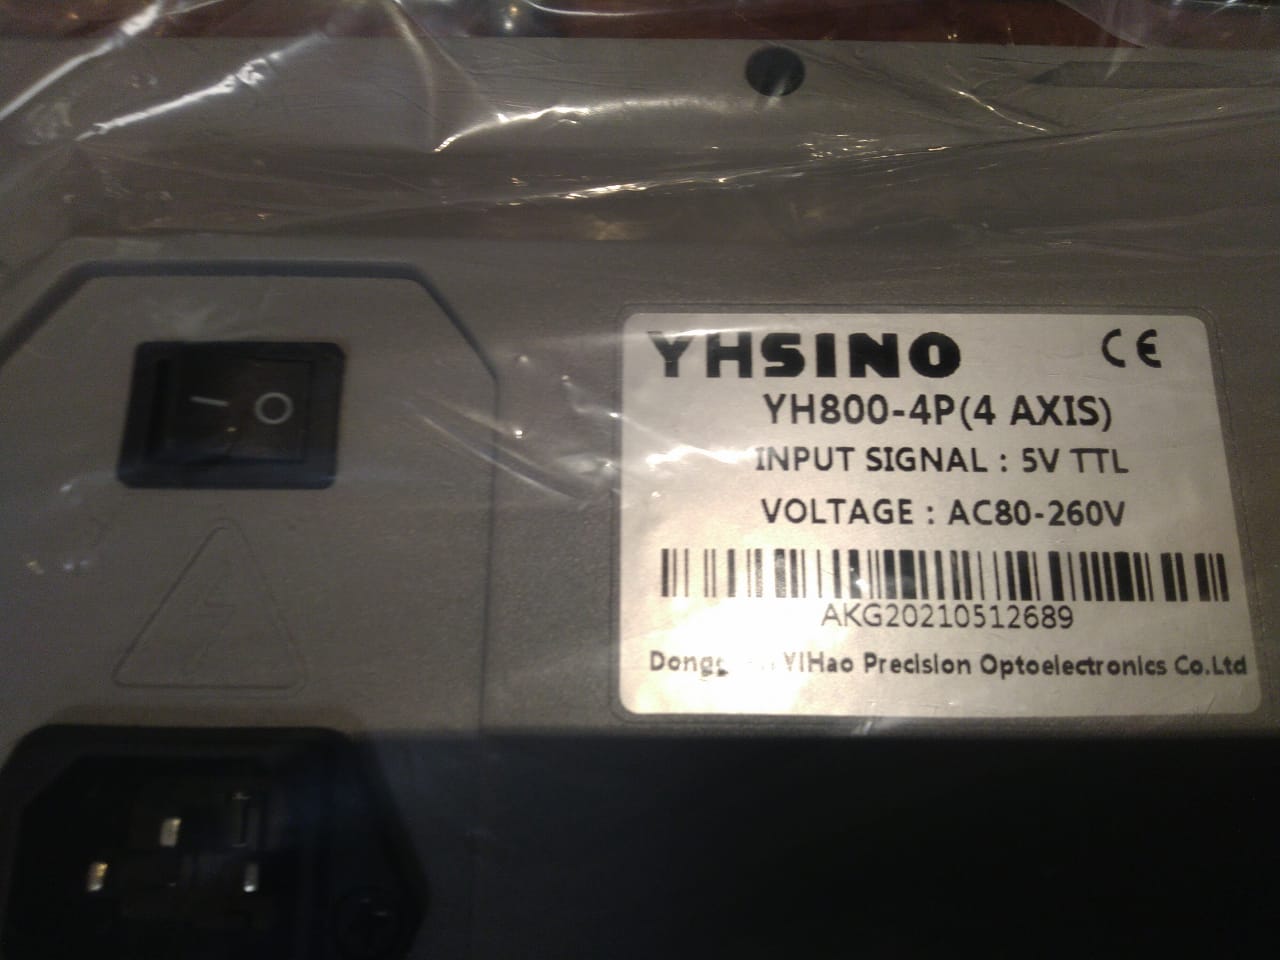 YHSINO CE
YH800-4P(4 AXIS)
INPUT SIGNAL : 5V TTL
VOLTAGE : AC80-260V
AKG20210512689
YiHao Precision Optoelectronics Co.Ltd